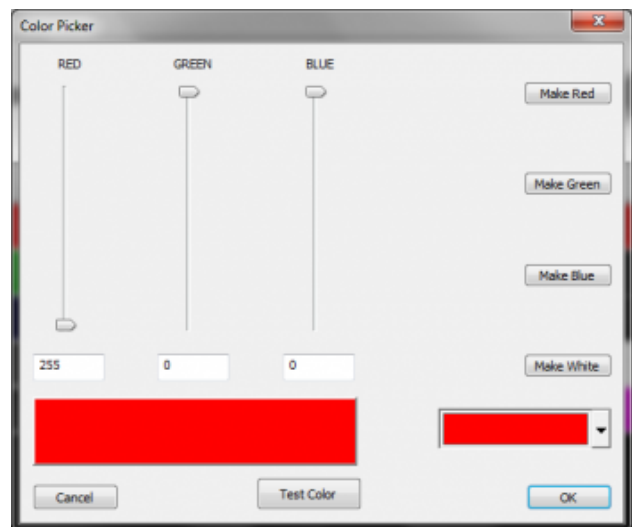 Color Picker
RED GREEN BLUE
Make Red
Make Green
Make Blue
255 0 0 Make White
Cancel Test Color OK